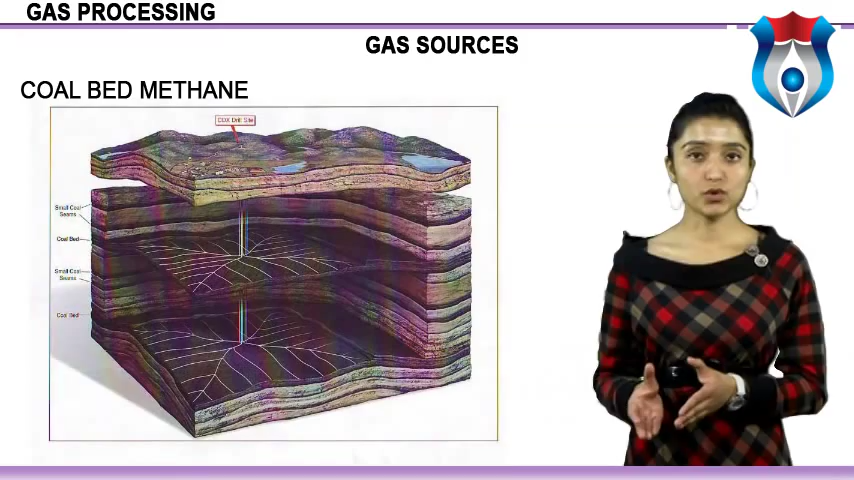 GAS PROCESSING
GAS SOURCES
COAL BED METHANE
CDX Drill Site
Small Coal
Seams
Coal Bed
Small Coal
Seams
Coal Bed